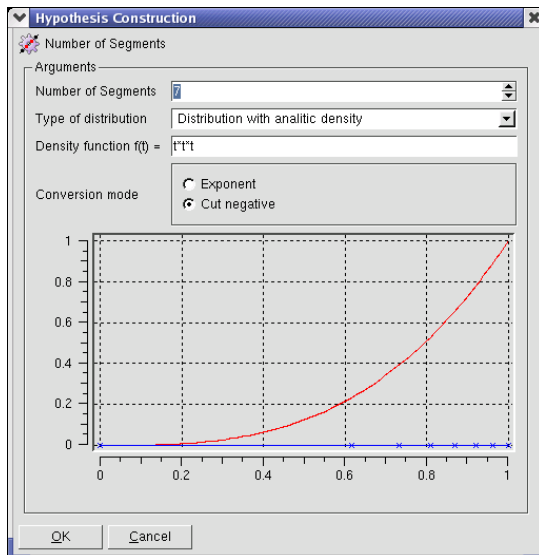 Hypothesis Construction
Number of Segments
Arguments
Number of Segments 7
Type of distribution Distribution with analitic density
Density function f(t) = t*t*t
Conversion mode
Exponent
Cut negative
1
0.8
0.6
0.4
0.2
0
0 0.2 0.4 0.6 0.8 1
OK Cancel